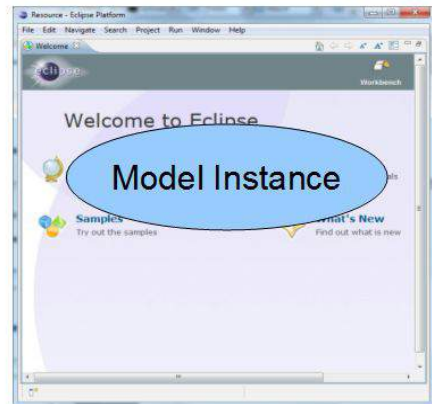 Resource - Eclipse Platform
File Edit Navigate Search Project Run Window Help
Welcome
eclipse
Workbench
Welcome to Eclipse
Model Instance
Samples
Try out the samples
What's New
Find out what is new